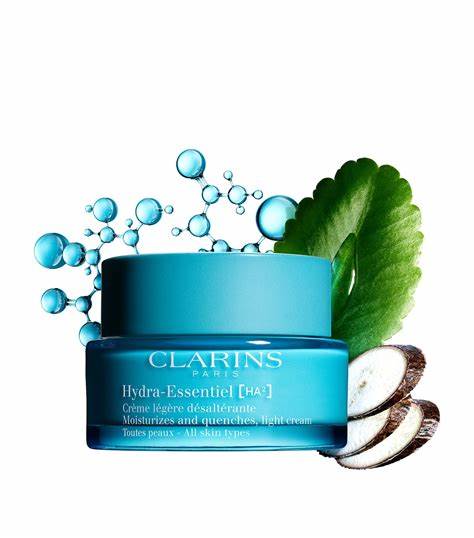 CLARINS
PARIS
Hydra-Essentiel [HA²]
Crème légère désaltérante
Moisturizes and quenches, light cream
Toutes peaux - All skin types